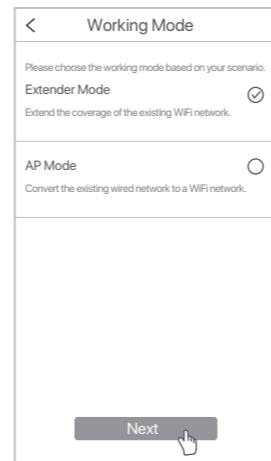 Working Mode
Please choose the working mode based on your scenario.
Extender Mode
Extend the coverage of the existing WiFi network.
AP Mode
Convert the existing wired network to a WiFi network.
Next